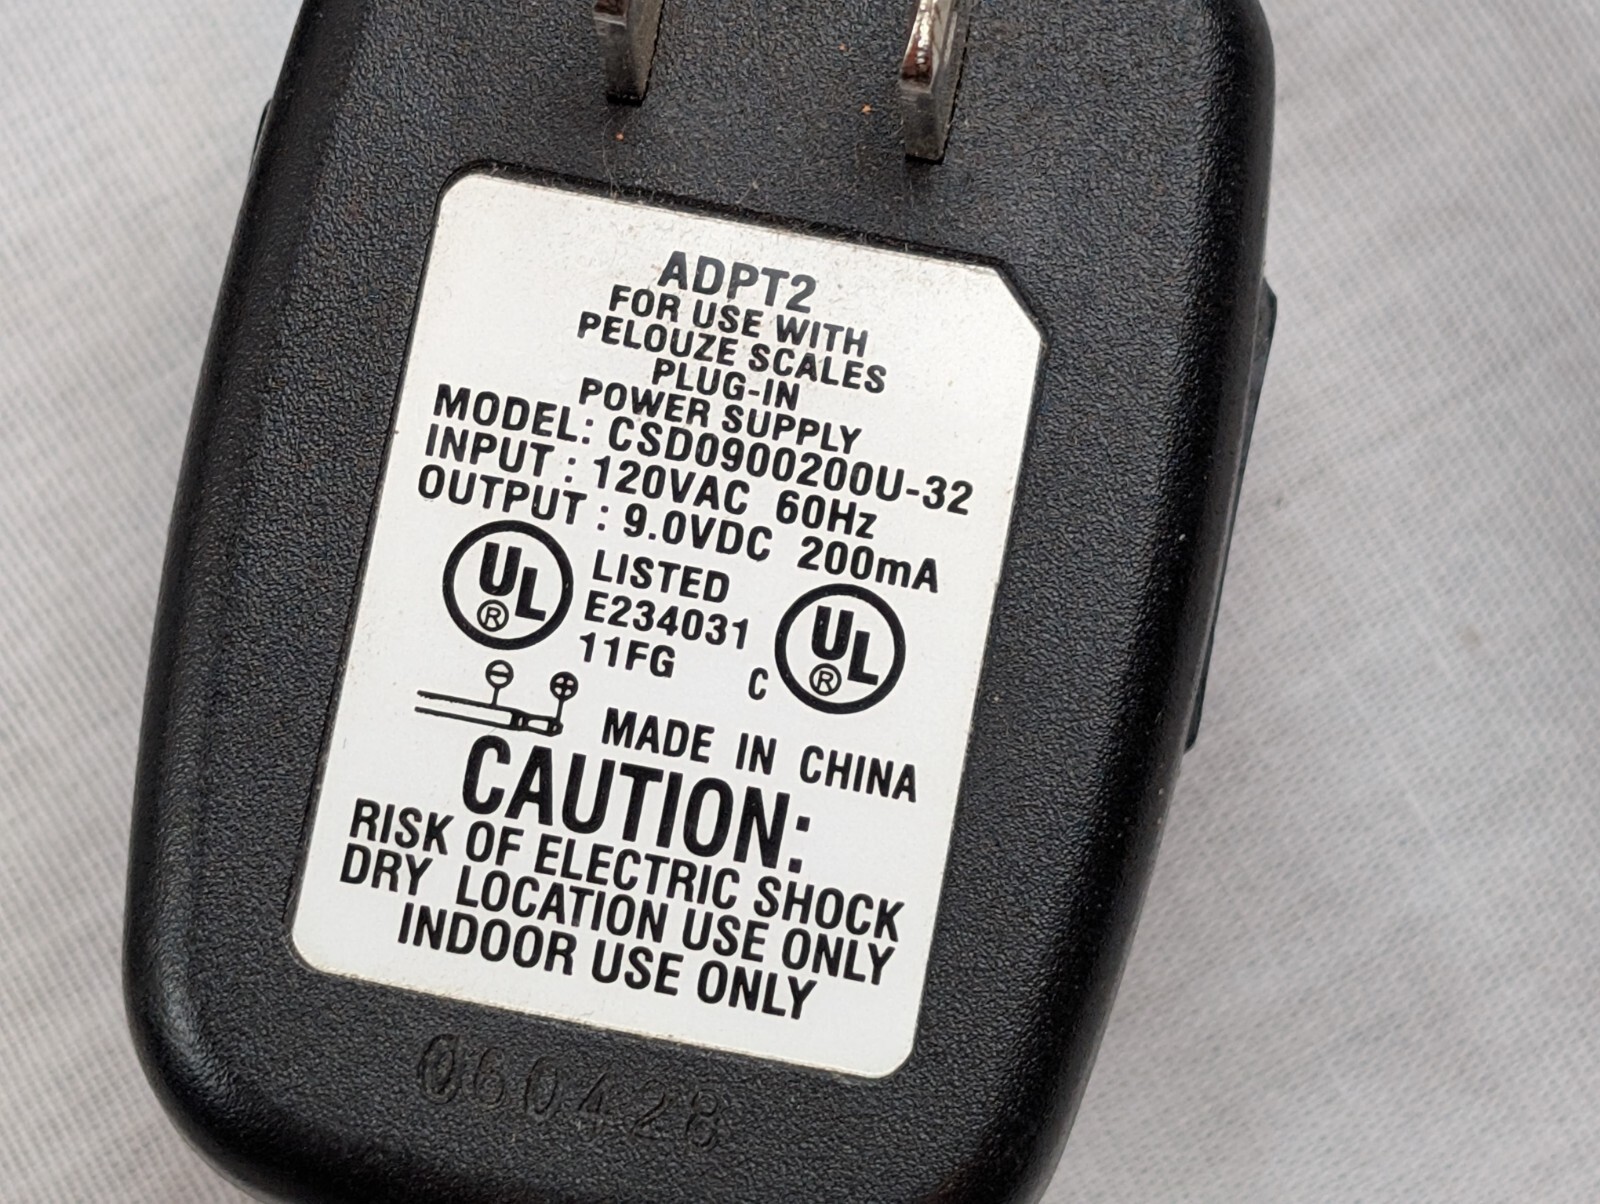 ADPT2
FOR USE WITH
PELOUZE SCALES
PLUG-IN
POWER SUPPLY
MODEL: CSD0900200U-32
INPUT : 120VAC 60Hz
OUTPUT : 9.0VDC 200mA
UL ® LISTED
E234031
11FG
C UL ®
MADE IN CHINA
CAUTION:
RISK OF ELECTRIC SHOCK
DRY LOCATION USE ONLY
INDOOR USE ONLY
060428